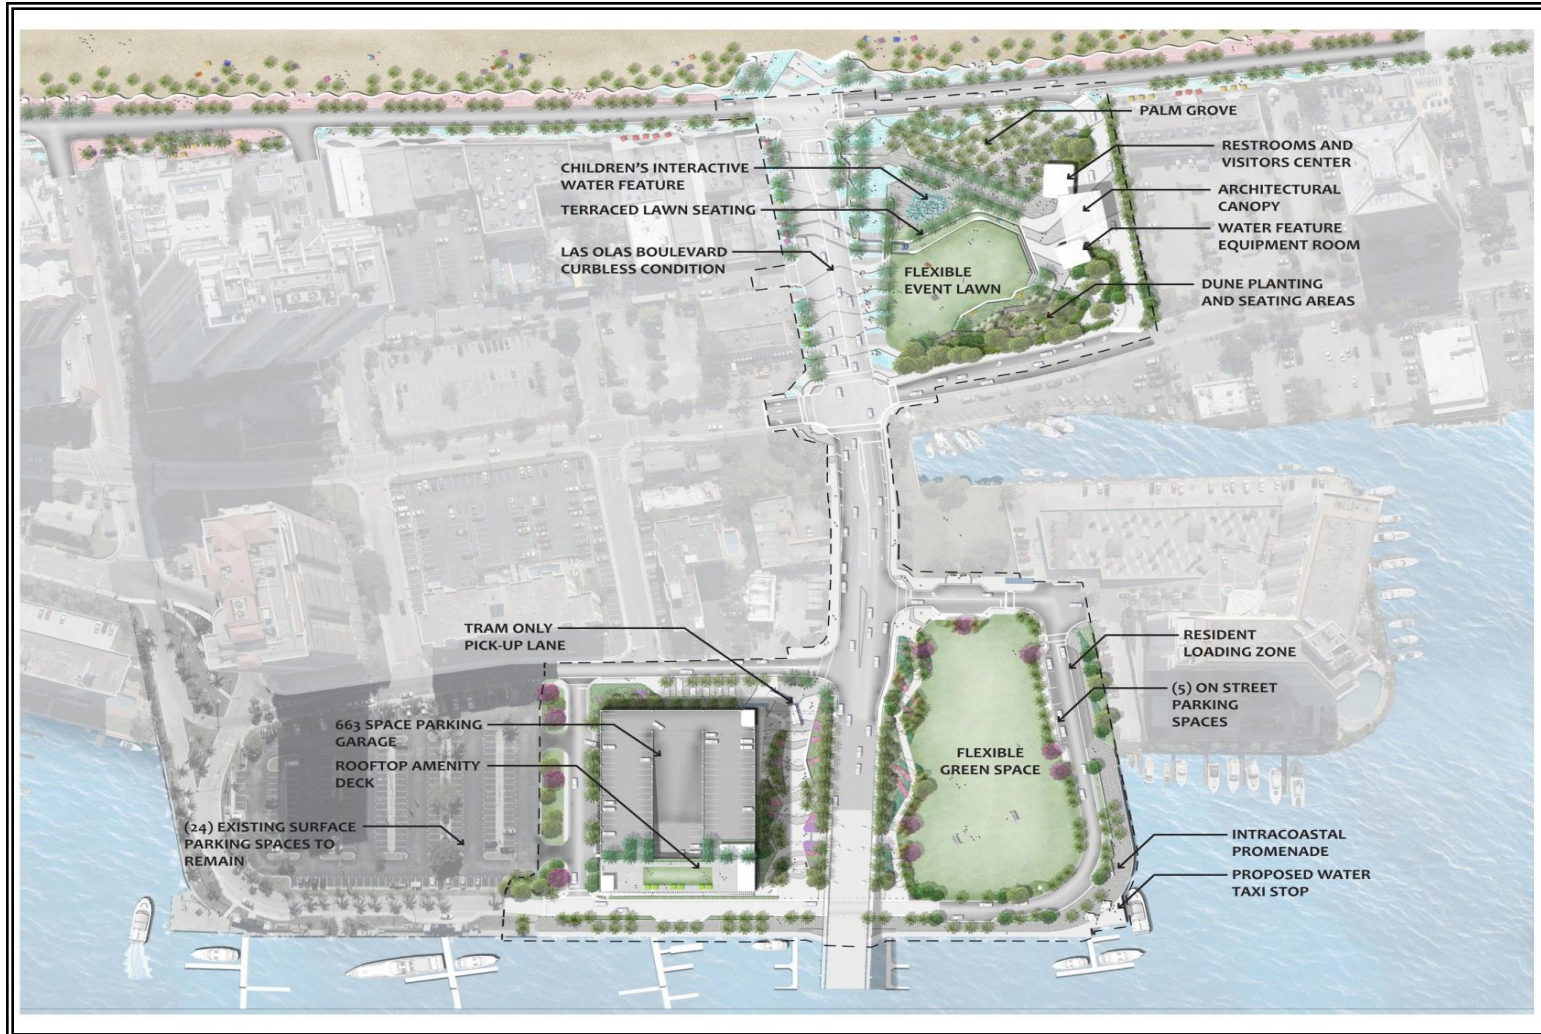 PALM GROVE
RESTROOMS AND
VISITORS CENTER
CHILDREN'S INTERACTIVE
WATER FEATURE
ARCHITECTURAL
CANOPY
TERRACED LAWN SEATING
WATER FEATURE
EQUIPMENT ROOM
LAS OLAS BOULEVARD
CURBLESS CONDITION
FLEXIBLE
EVENT LAWN
DUNE PLANTING
AND SEATING AREAS
TRAM ONLY
PICK-UP LANE
RESIDENT
LOADING ZONE
(5) ON STREET
PARKING
SPACES
663 SPACE PARKING
GARAGE
FLEXIBLE
GREEN SPACE
ROOFTOP AMENITY
DECK
(24) EXISTING SURFACE
PARKING SPACES TO
REMAIN
INTRACOASTAL
PROMENADE
PROPOSED WATER
TAXI STOP